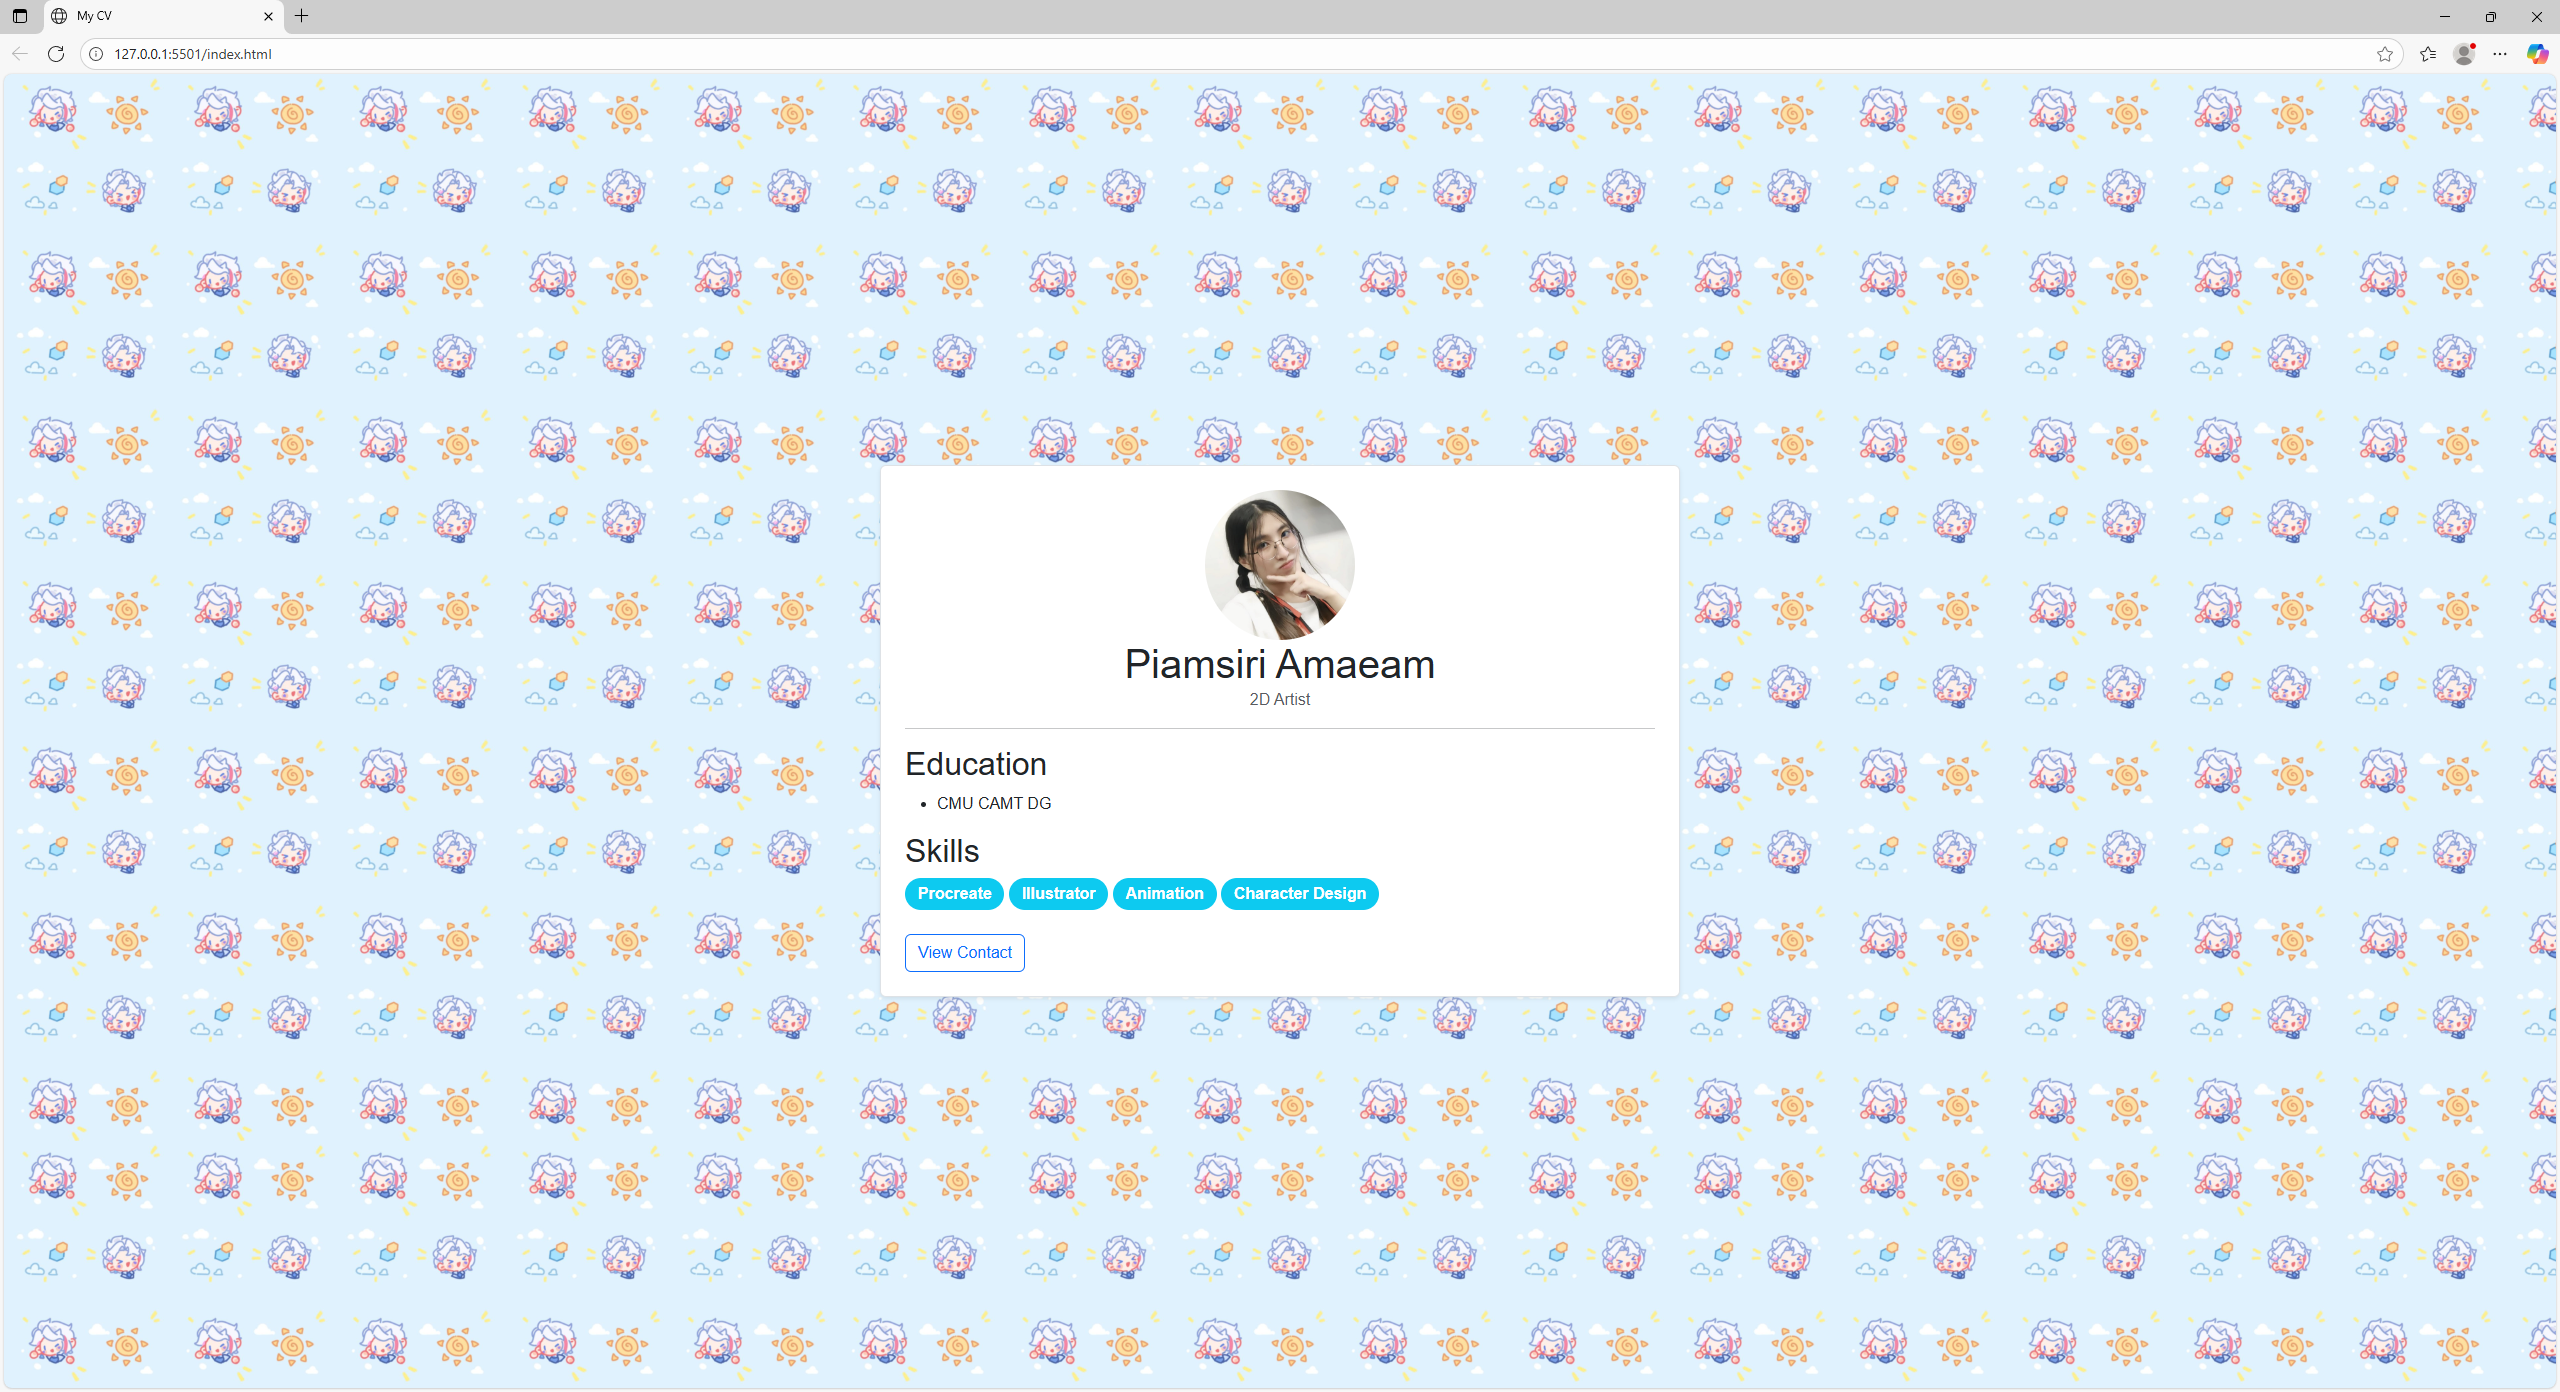 My CV
127.0.0.1:5501/index.html
Piamsiri Amaeam
2D Artist
Education
• CMU CAMT DG
Skills
Procreate Illustrator Animation Character Design
View Contact